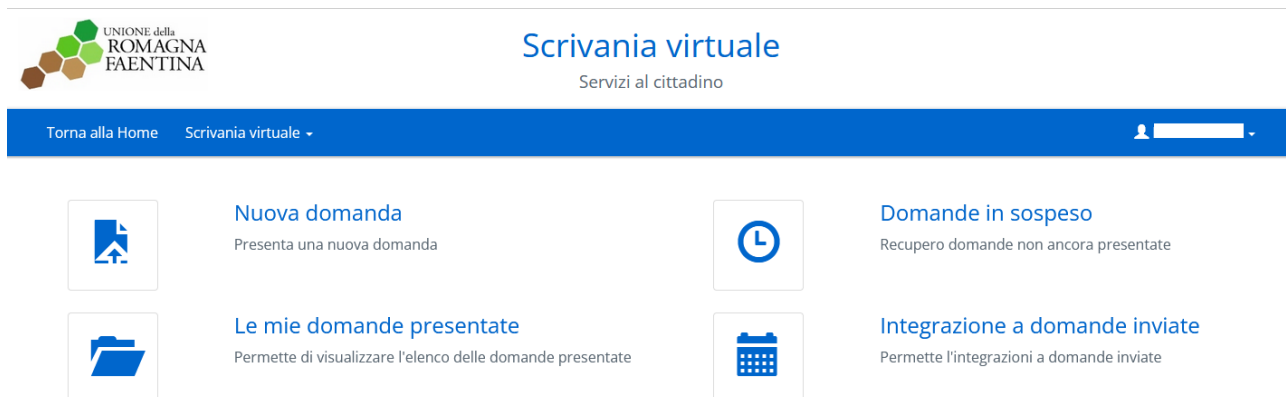 UNIONE della
ROMAGNA
FAENTINA
Scrivania virtuale
Servizi al cittadino
Torna alla Home Scrivania virtuale
Nuova domanda
Presenta una nuova domanda
Domande in sospeso
Recupero domande non ancora presentate
Le mie domande presentate
Permette di visualizzare l'elenco delle domande presentate
Integrazione a domande inviate
Permette l'integrazioni a domande inviate